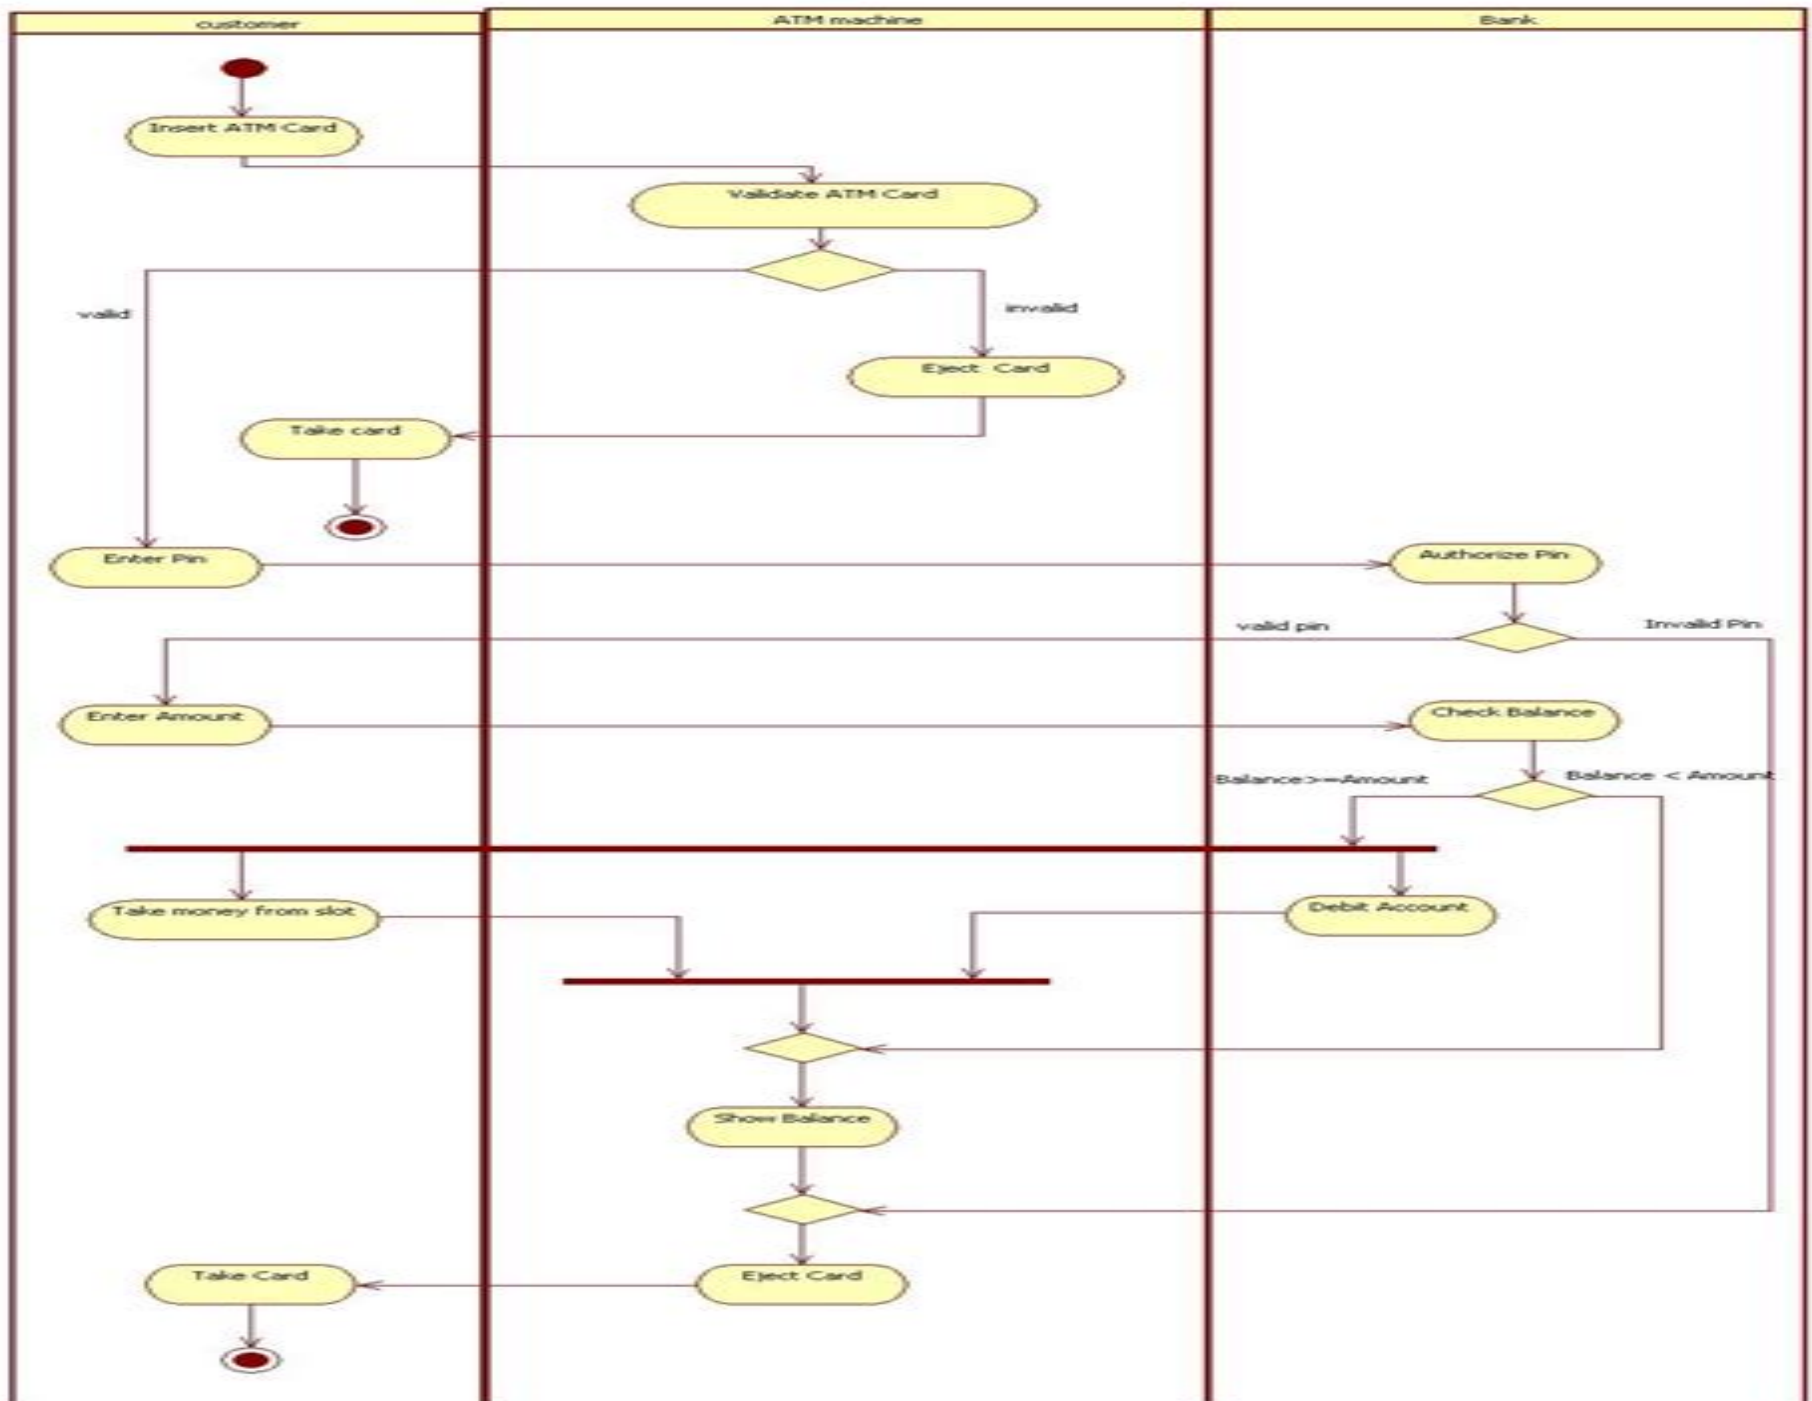 customer
ATM machine
Bank
Insert ATM Card
Validate ATM Card
valid
invalid
Eject Card
Take card
Enter Pin
Authorize Pin
valid pin
Invalid Pin
Enter Amount
Check Balance
Balance>=Amount
Balance < Amount
Take money from slot
Debit Account
Show Balance
Take Card
Eject Card